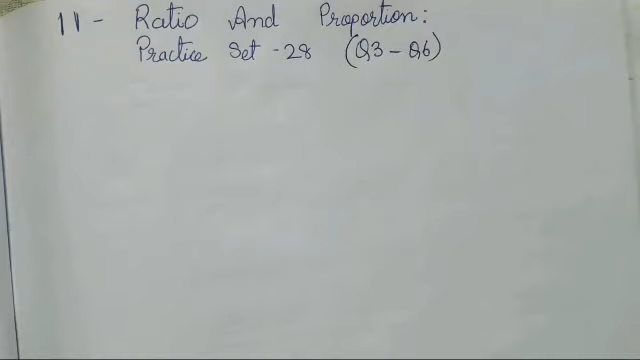 11 - Ratio And Proportion:
Practice Set - 28 (Q3 - Q6)